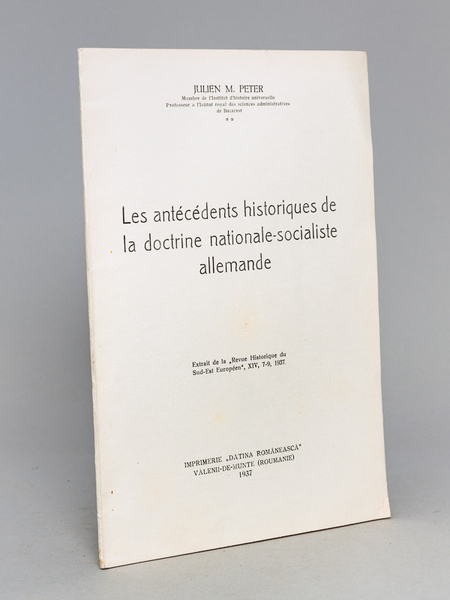 JULIEN M. PETER
Membre de l'Institut d'histoire universelle
Professeur a l'Istitut royal des sciences administratives
de Bucarest
* *
Les antécédents historiques de
la doctrine nationale-socialiste
allemande
Extrait de la „Revue Historique du
Sud-Est Européen“, XIV, 7-9, 1937.
IMPRIMERIE „DATINA ROMÂNEASCĂ“
VĂLENII-DE-MUNTE (ROUMANIE)
1937